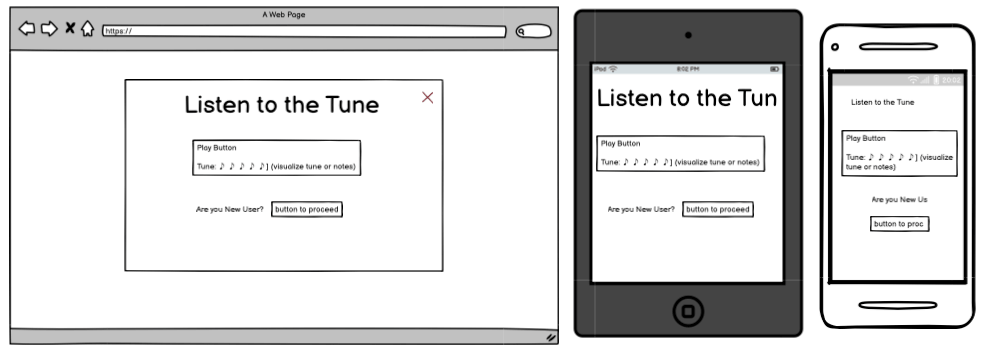 A Web Page
https://
Listen to the Tune
Play Button
Tune: ♪ ♪ ♪ ♪ ♪] (visualize tune or notes)
Are you New User?
button to proceed
iPod
8:02 PM
Listen to the Tun
Play Button
Tune: ♪ ♪ ♪ ♪ ♪] (visualize tune or notes)
Are you New User?
button to proceed
Listen to the Tune
Play Button
Tune: ♪ ♪ ♪ ♪ ♪] (visualize
tune or notes)
Are you New Us
button to proc